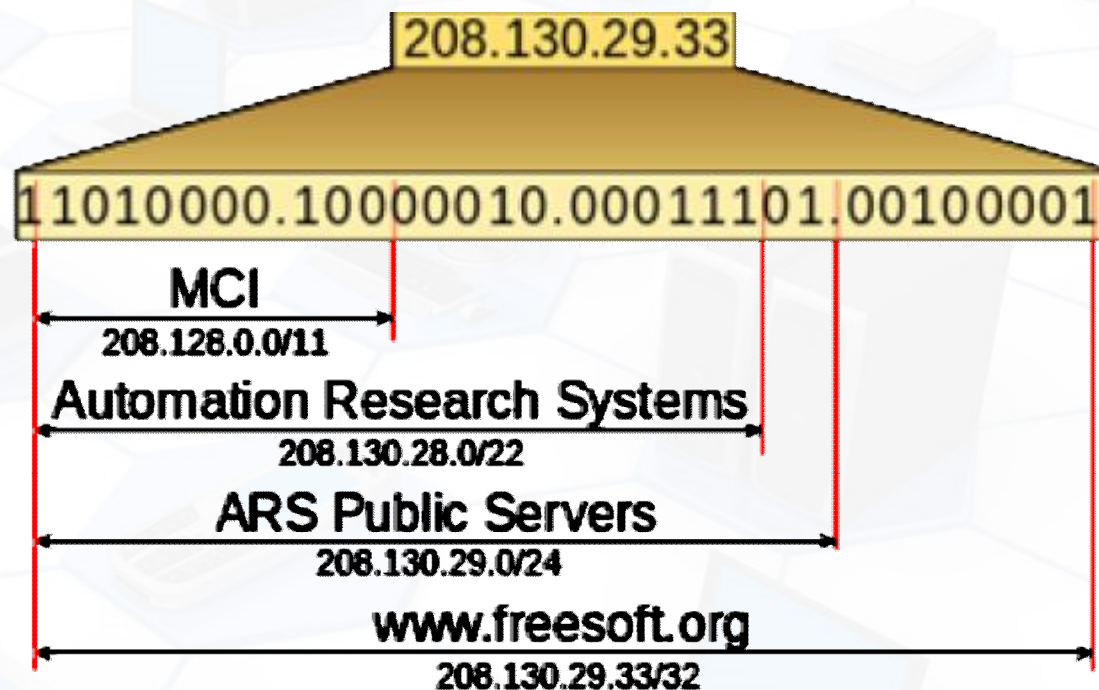 208.130.29.33
11010000.10000010.00011101.00100001
MCI
208.128.0.0/11
Automation Research Systems
208.130.28.0/22
ARS Public Servers
208.130.29.0/24
www.freesoft.org
208.130.29.33/32